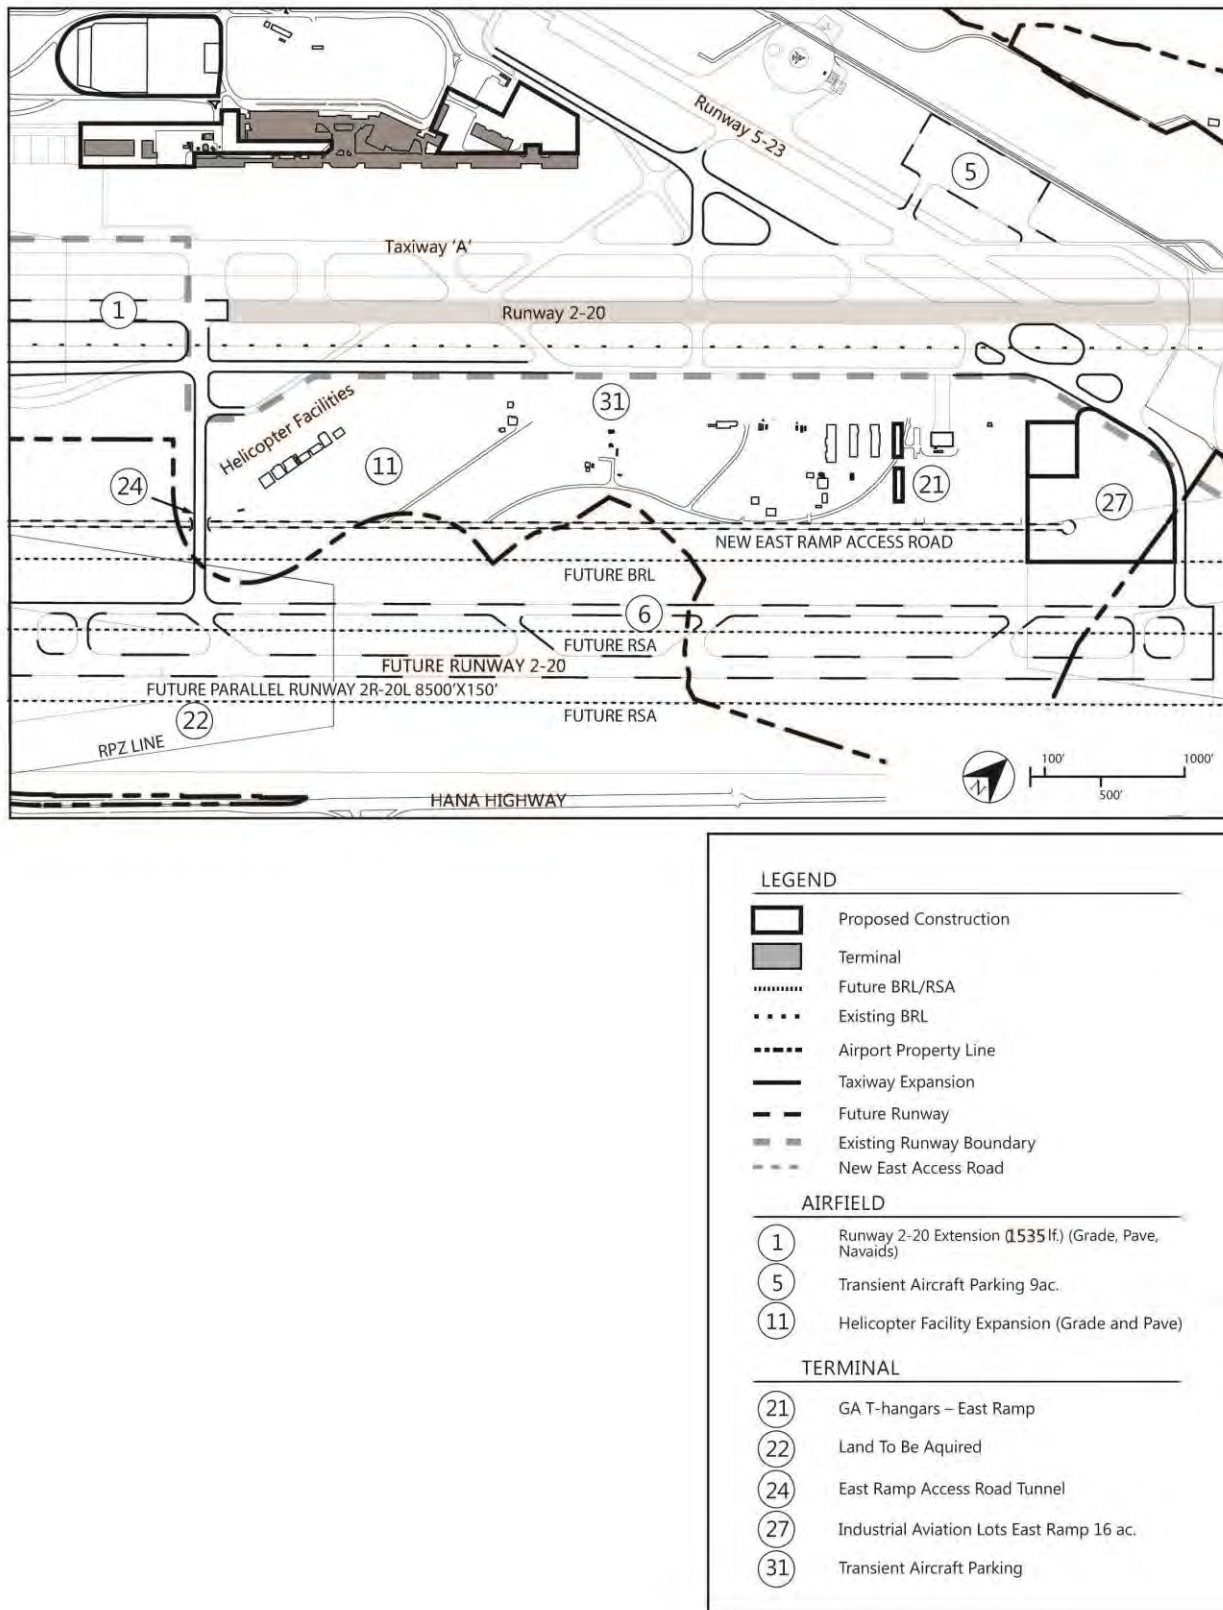 Runway 5-23
5
Taxiway 'A'
1
Runway 2-20
Helicopter Facilities
31
11
24
21
27
NEW EAST RAMP ACCESS ROAD
FUTURE BRL
6
FUTURE RSA
FUTURE RUNWAY 2-20
FUTURE PARALLEL RUNWAY 2R-20L 8500'X150'
22
FUTURE RSA
RPZ LINE
N
100'
1000'
500'
HANA HIGHWAY
LEGEND
Proposed Construction
Terminal
Future BRL/RSA
Existing BRL
Airport Property Line
Taxiway Expansion
Future Runway
Existing Runway Boundary
New East Access Road
AIRFIELD
1 Runway 2-20 Extension (1535 lf.) (Grade, Pave,
Navaids)
5 Transient Aircraft Parking 9ac.
11 Helicopter Facility Expansion (Grade and Pave)
TERMINAL
21 GA T-hangars – East Ramp
22 Land To Be Aquired
24 East Ramp Access Road Tunnel
27 Industrial Aviation Lots East Ramp 16 ac.
31 Transient Aircraft Parking